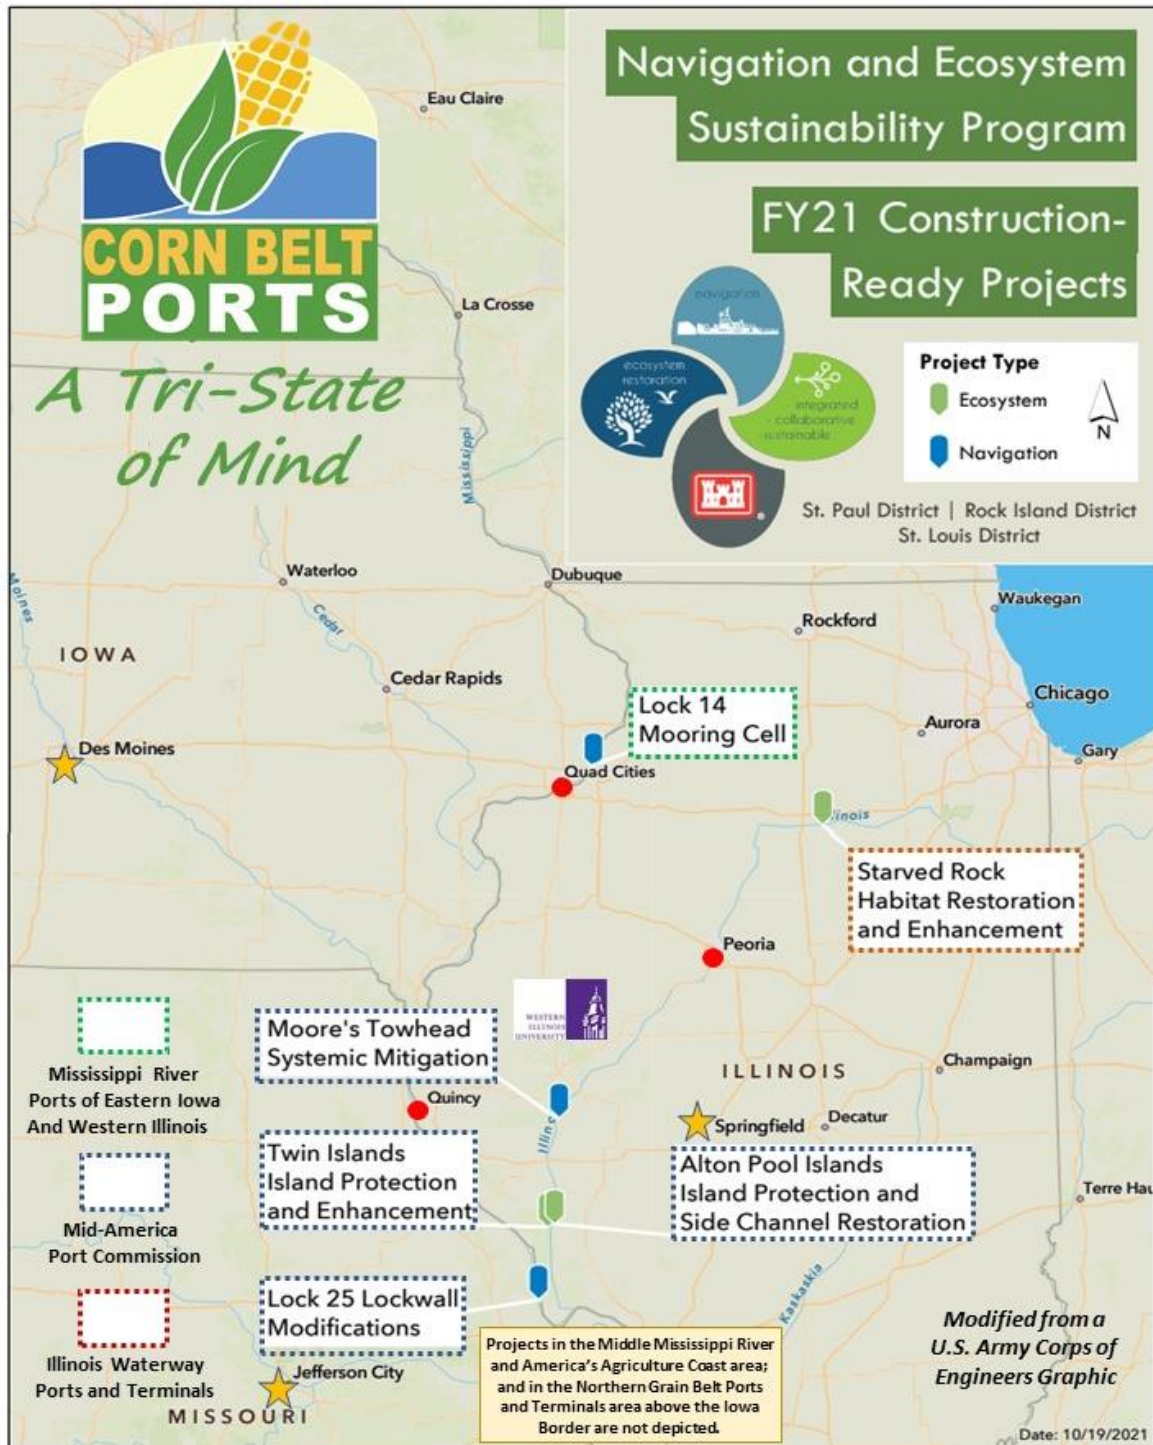 CORN BELT
PORTS
A Tri-State
of Mind
Navigation and Ecosystem
Sustainability Program
FY21 Construction-
Ready Projects
navigation
ecosystem
restoration
- integrated
- collaborative
- sustainable
Project Type
Ecosystem
Navigation
N
St. Paul District | Rock Island District
St. Louis District
Eau Claire
La Crosse
Mississippi
Waterloo
Dubuque
Waukegan
Moines
Cedar
Rockford
IOWA
Cedar Rapids
Lock 14
Mooring Cell
Chicago
Aurora
Des Moines
Gary
Quad Cities
linois
Starved Rock
Habitat Restoration
and Enhancement
Peoria
WESTERN
ILLINOIS
UNIVERSITY
Moore's Towhead
Systemic Mitigation
ILLINOIS
Champaign
Mississippi River
Ports of Eastern Iowa
And Western Illinois
Quincy
Illinc
Springfield
Decatur
Twin Islands
Island Protection
and Enhancement
Alton Pool Islands
Island Protection and
Side Channel Restoration
Terre Hau
Mid-America
Port Commission
Lock 25 Lockwall
Modifications
Kaskaskia
Illinois Waterway
Ports and Terminals
Jefferson City
MISSOURI
Projects in the Middle Mississippi River
and America's Agriculture Coast area;
and in the Northern Grain Belt Ports
and Terminals area above the Iowa
Border are not depicted.
Modified from a
U.S. Army Corps of
Engineers Graphic
Date: 10/19/2021